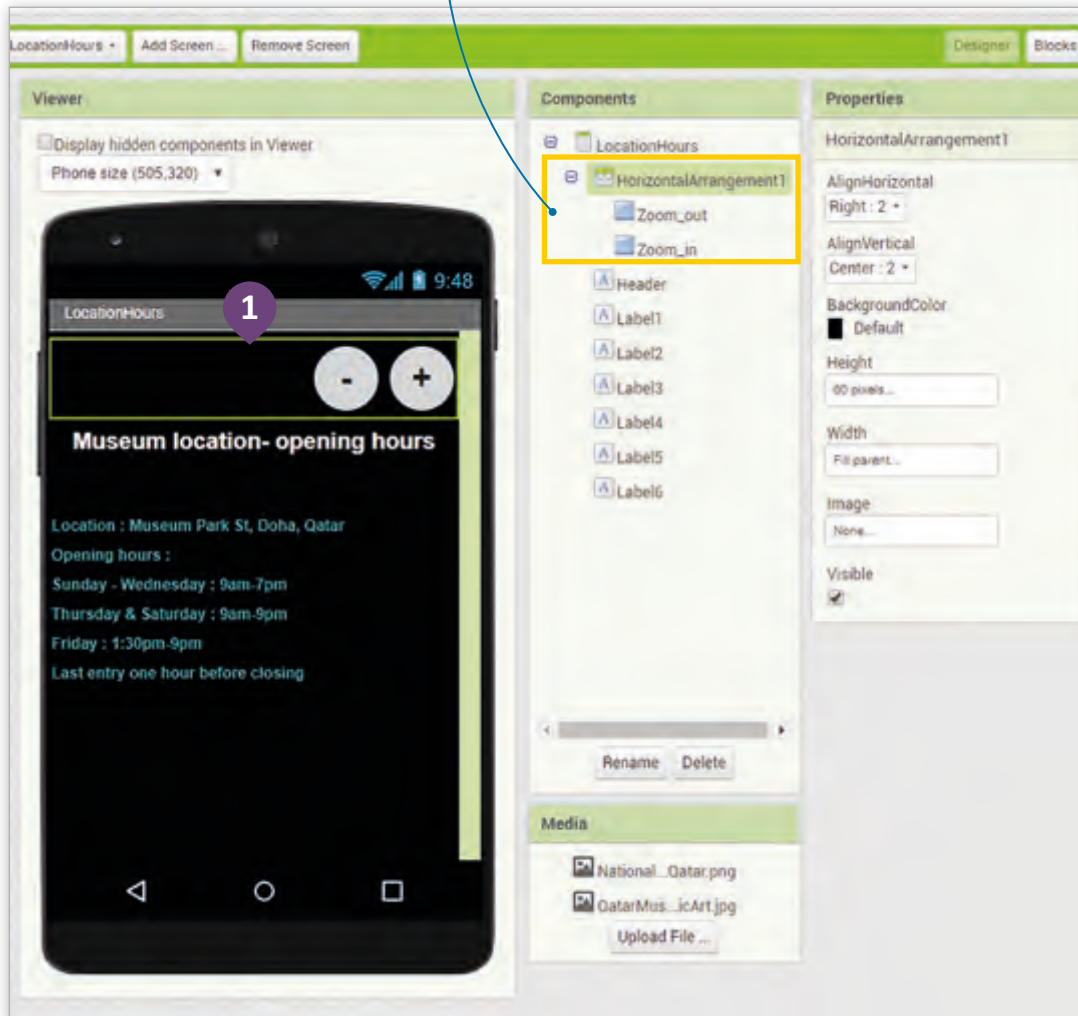 LocationHours
Add Screen ...
Remove Screen
Designer
Blocks
Viewer
Display hidden components in Viewer
Phone size (505,320)
9:48
LocationHours
1
-
+
Museum location- opening hours
Location : Museum Park St, Doha, Qatar
Opening hours :
Sunday - Wednesday : 9am-7pm
Thursday & Saturday : 9am-9pm
Friday : 1:30pm-9pm
Last entry one hour before closing
Components
LocationHours
HorizontalArrangement1
Zoom_out
Zoom_in
A Header
A Label1
A Label2
A Label3
A Label4
A Label5
A Label6
Rename
Delete
Media
National...Qatar.png
QatarMus...icArt.jpg
Upload File ...
Properties
HorizontalArrangement1
AlignHorizontal
Right : 2
AlignVertical
Center : 2
BackgroundColor
Default
Height
60 pixels...
Width
Fill parent...
Image
None...
Visible